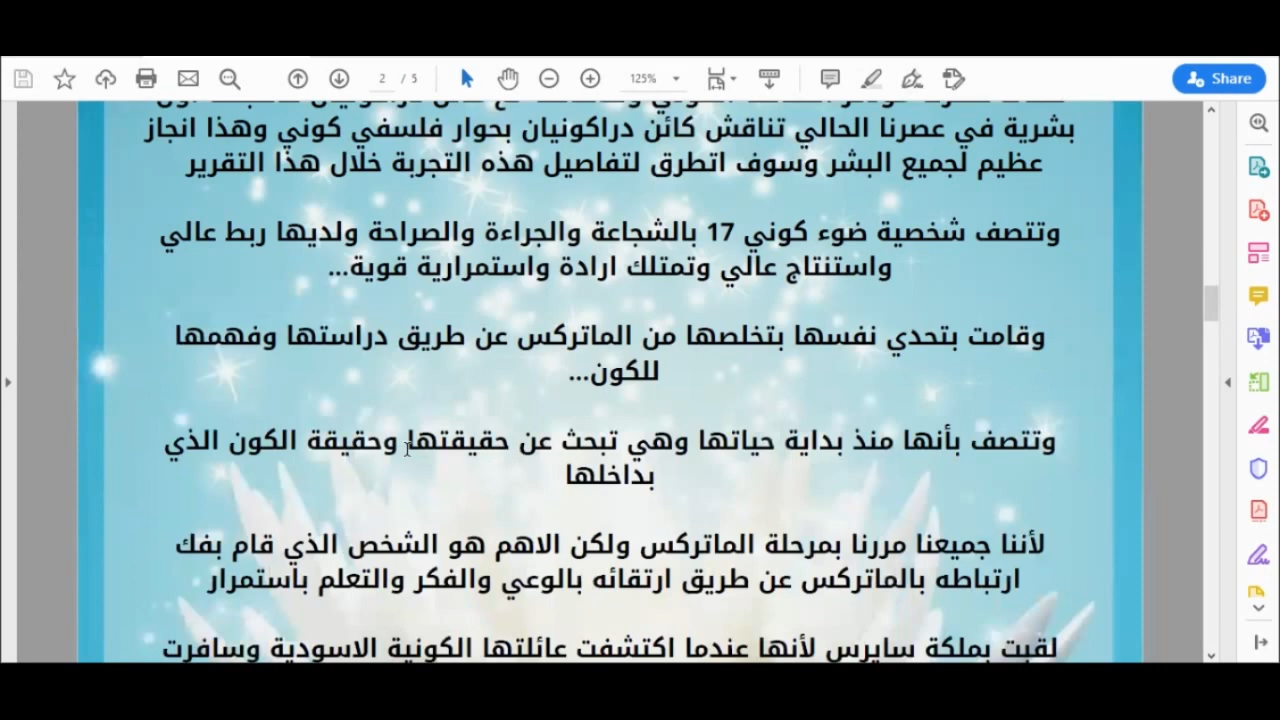 2 / 5
125%
Share
بشرية في عصرنا الحالي تناقش كائن دراكونيان بحوار فلسفي كوني وهذا انجاز
عظيم لجميع البشر وسوف اتطرق لتفاصيل هذه التجربة خلال هذا التقرير
وتتصف شخصية ضوء كوني 17 بالشجاعة والجراءة والصراحة ولديها ربط عالي
واستنتاج عالي وتمتلك ارادة واستمرارية قوية...
وقامت بتحدي نفسها بتخلصها من الماتركس عن طريق دراستها وفهمها
للكون...
وتتصف بأنها منذ بداية حياتها وهي تبحث عن حقيقتها وحقيقة الكون الذي
بداخلها
لأننا جميعنا مررنا بمرحلة الماتركس ولكن الاهم هو الشخص الذي قام بفك
ارتباطه بالماتركس عن طريق ارتقائه بالوعي والفكر والتعلم باستمرار
لقبت بملكة سايرس لأنها عندما اكتشفت عائلتها الكونية الاسودية وسافرت